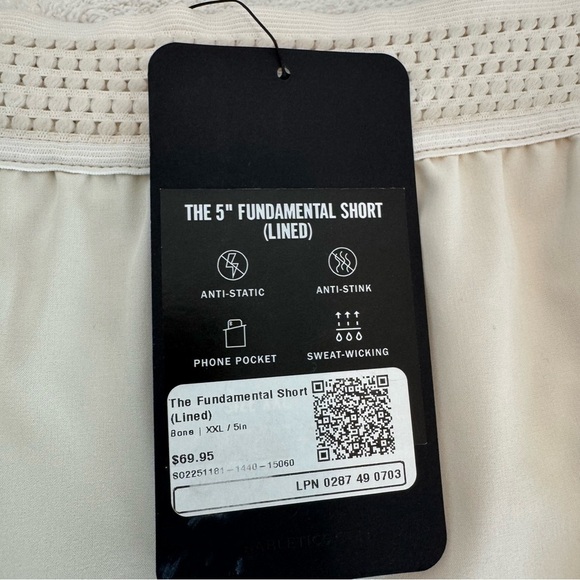 THE 5" FUNDAMENTAL SHORT
(LINED)
ANTI-STATIC
ANTI-STINK
PHONE POCKET
SWEAT-WICKING
The Fundamental Short
(Lined)
Bone | XXL / 5in
$69.95
S02251181-1440-15060
LPN 0287 49 0703